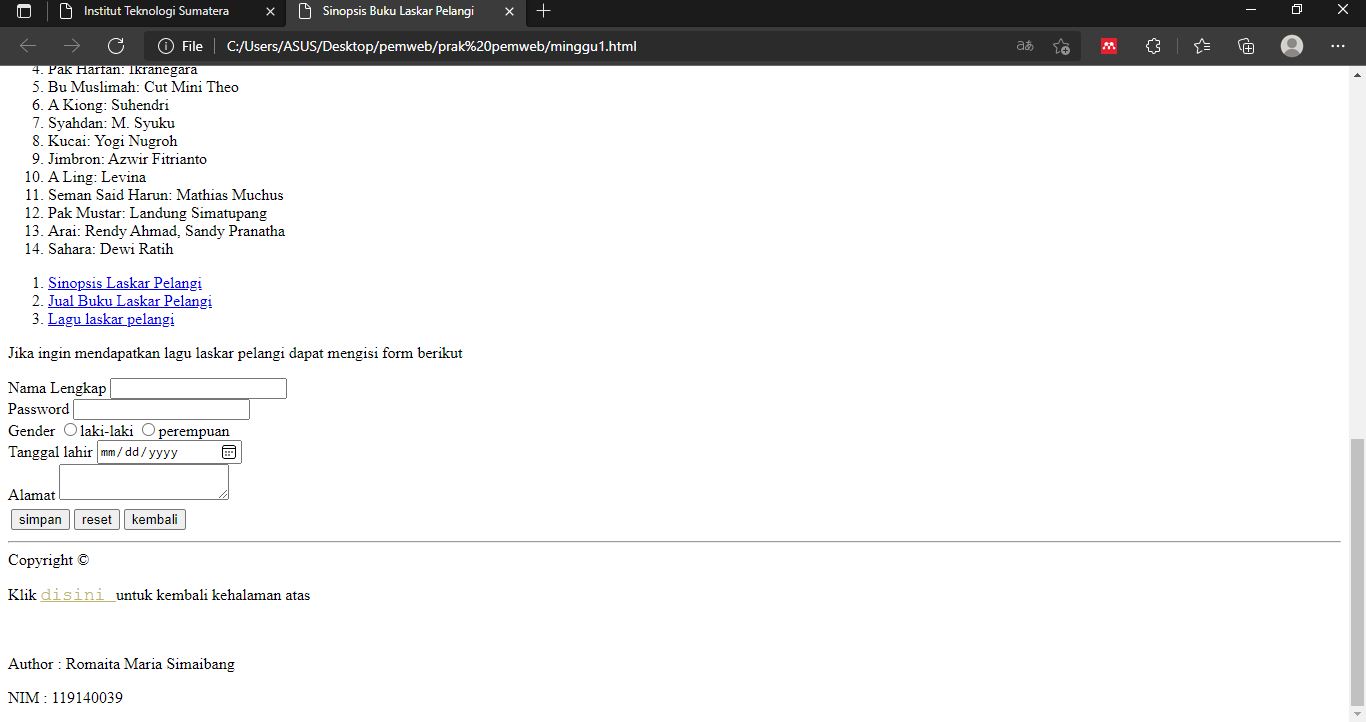 Institut Teknologi Sumatera
Sinopsis Buku Laskar Pelangi
File
C:/Users/ASUS/Desktop/pemweb/prak%20pemweb/minggu1.html
aあ
4. Pak Harfan: Ikranegara
5. Bu Muslimah: Cut Mini Theo
6. A Kiong: Suhendri
7. Syahdan: M. Syuku
8. Kucai: Yogi Nugroh
9. Jimbron: Azwir Fitrianto
10. A Ling: Levina
11. Seman Said Harun: Mathias Muchus
12. Pak Mustar: Landung Simatupang
13. Arai: Rendy Ahmad, Sandy Pranatha
14. Sahara: Dewi Ratih
1. Sinopsis Laskar Pelangi
2. Jual Buku Laskar Pelangi
3. Lagu laskar pelangi
Jika ingin mendapatkan lagu laskar pelangi dapat mengisi form berikut
Nama Lengkap
Password
Gender laki-laki perempuan
Tanggal lahir mm/dd/yyyy
Alamat
simpan reset kembali
Copyright ©
Klik disini untuk kembali kehalaman atas
Author : Romaita Maria Simaibang
NIM : 119140039